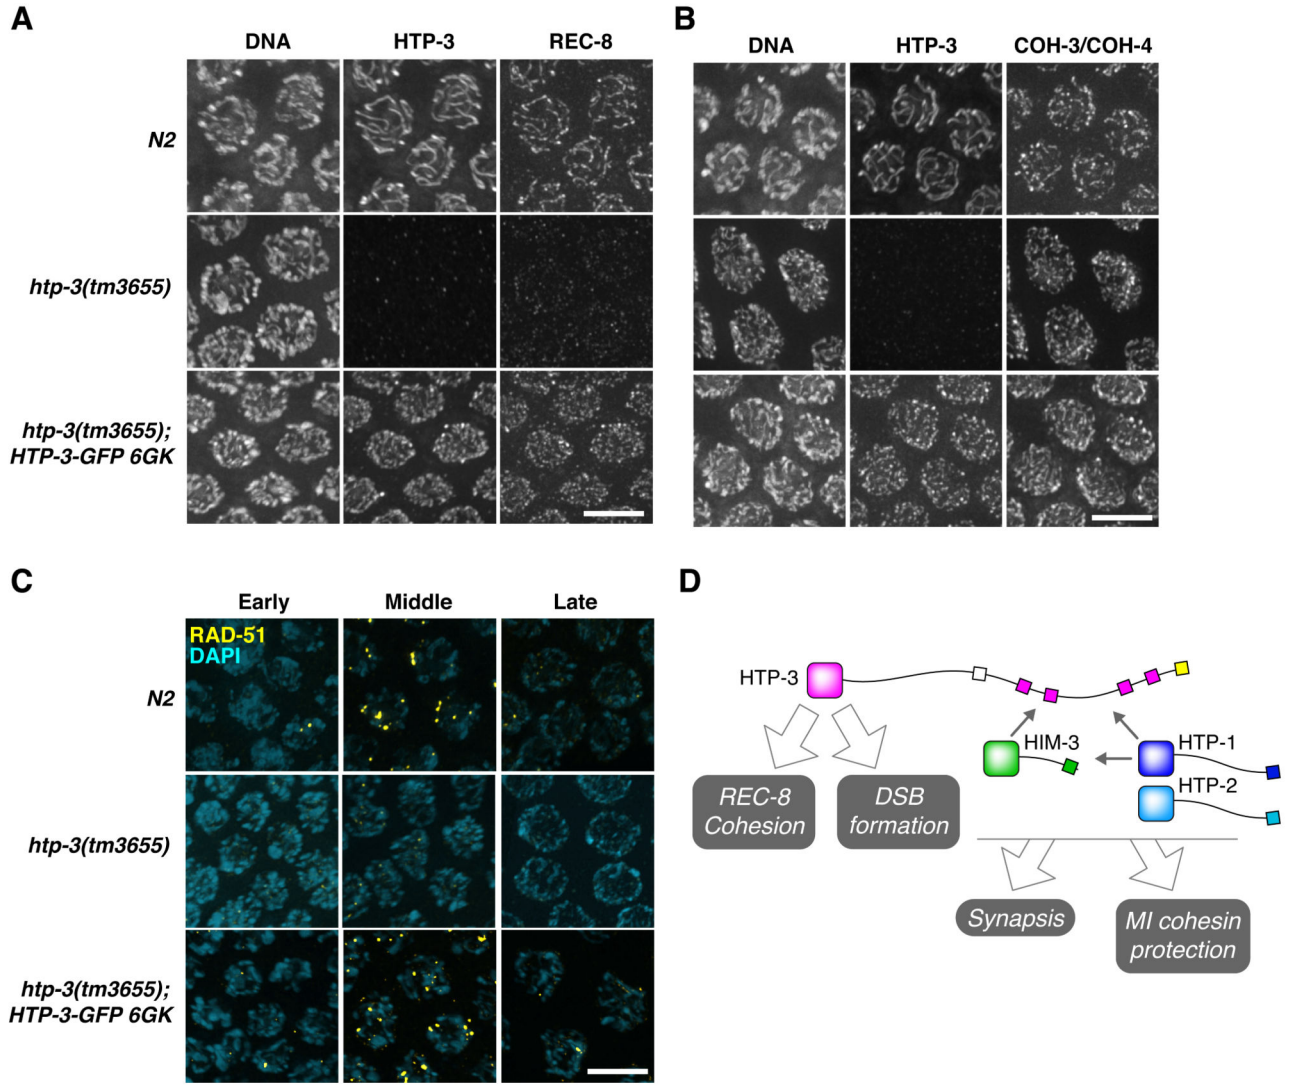 A
DNA HTP-3 REC-8
N2
htp-3(tm3655)
htp-3(tm3655);
HTP-3-GFP 6GK
B
DNA HTP-3 COH-3/COH-4
C
Early Middle Late
RAD-51
DAPI
N2
htp-3(tm3655)
htp-3(tm3655);
HTP-3-GFP 6GK
D
HTP-3
HIM-3 HTP-1
HTP-2
REC-8
Cohesion
DSB
formation
Synapsis
MI cohesin
protection